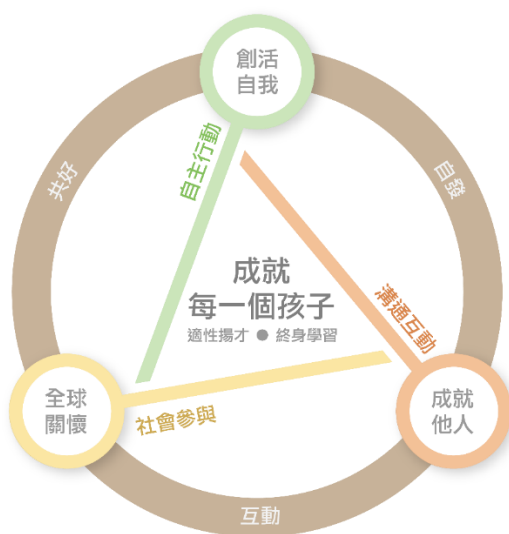 創活
自我
自主行動
共好
自發
成就
每一個孩子
適性揚才 ● 終身學習
溝通互動
全球
關懷
社會參與
成就
他人
互動